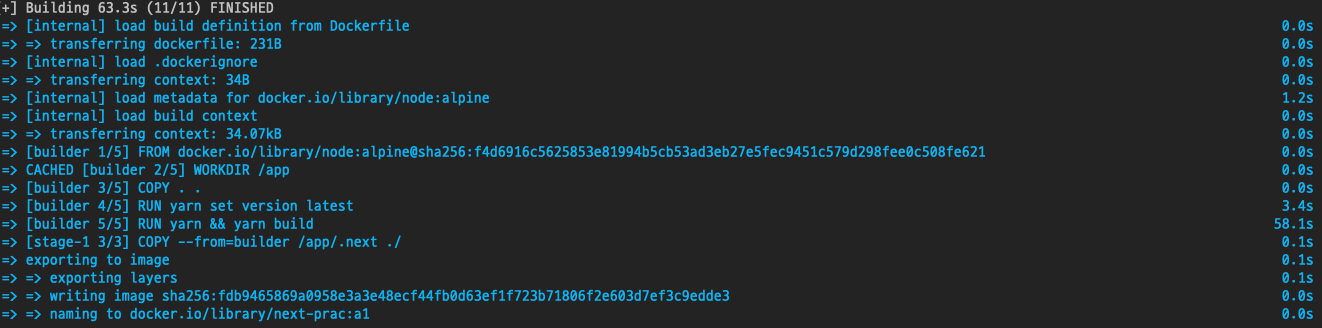 [+] Building 63.3s (11/11) FINISHED
=> [internal] load build definition from Dockerfile 0.0s
=> => transferring dockerfile: 231B 0.0s
=> [internal] load .dockerignore 0.0s
=> => transferring context: 34B 0.0s
=> [internal] load metadata for docker.io/library/node:alpine 1.2s
=> [internal] load build context 0.0s
=> => transferring context: 34.07kB 0.0s
=> [builder 1/5] FROM docker.io/library/node:alpine@sha256:f4d6916c5625853e81994b5cb53ad3eb27e5fec9451c579d298fee0c508fe621 0.0s
=> CACHED [builder 2/5] WORKDIR /app 0.0s
=> [builder 3/5] COPY . . 0.0s
=> [builder 4/5] RUN yarn set version latest 3.4s
=> [builder 5/5] RUN yarn && yarn build 58.1s
=> [stage-1 3/3] COPY --from=builder /app/.next ./ 0.1s
=> exporting to image 0.1s
=> => exporting layers 0.1s
=> => writing image sha256:fdb9465869a0958e3a3e48ecf44fb0d63ef1f723b71806f2e603d7ef3c9edde3 0.0s
=> => naming to docker.io/library/next-prac:a1 0.0s